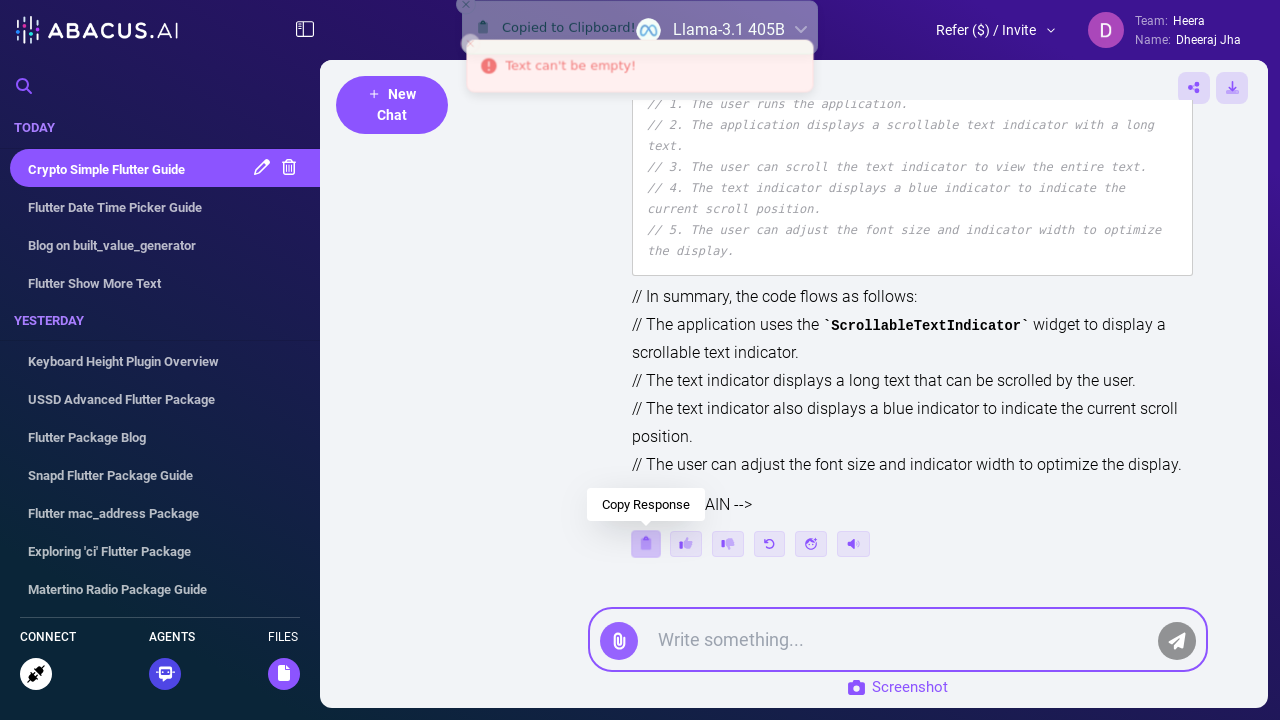 ABACUS.AI
Copied to Clipboard!
Llama-3.1 405B
Text can't be empty!
Refer ($) / Invite
D
Team: Heera
Name: Dheeraj Jha
TODAY
Crypto Simple Flutter Guide
Flutter Date Time Picker Guide
Blog on built_value_generator
Flutter Show More Text
YESTERDAY
Keyboard Height Plugin Overview
USSD Advanced Flutter Package
Flutter Package Blog
Snapd Flutter Package Guide
Flutter mac_address Package
Exploring 'ci' Flutter Package
Matertino Radio Package Guide
CONNECT
AGENTS
FILES
+ New
Chat
// 1. The user runs the application.
// 2. The application displays a scrollable text indicator with a long
text.
// 3. The user can scroll the text indicator to view the entire text.
// 4. The text indicator displays a blue indicator to indicate the
current scroll position.
// 5. The user can adjust the font size and indicator width to optimize
the display.
// In summary, the code flows as follows:
// The application uses the `ScrollableTextIndicator` widget to display a
scrollable text indicator.
// The text indicator displays a long text that can be scrolled by the user.
// The text indicator also displays a blue indicator to indicate the current scroll
position.
// The user can adjust the font size and indicator width to optimize the display.
Copy Response
AIN -->
Write something...
Screenshot